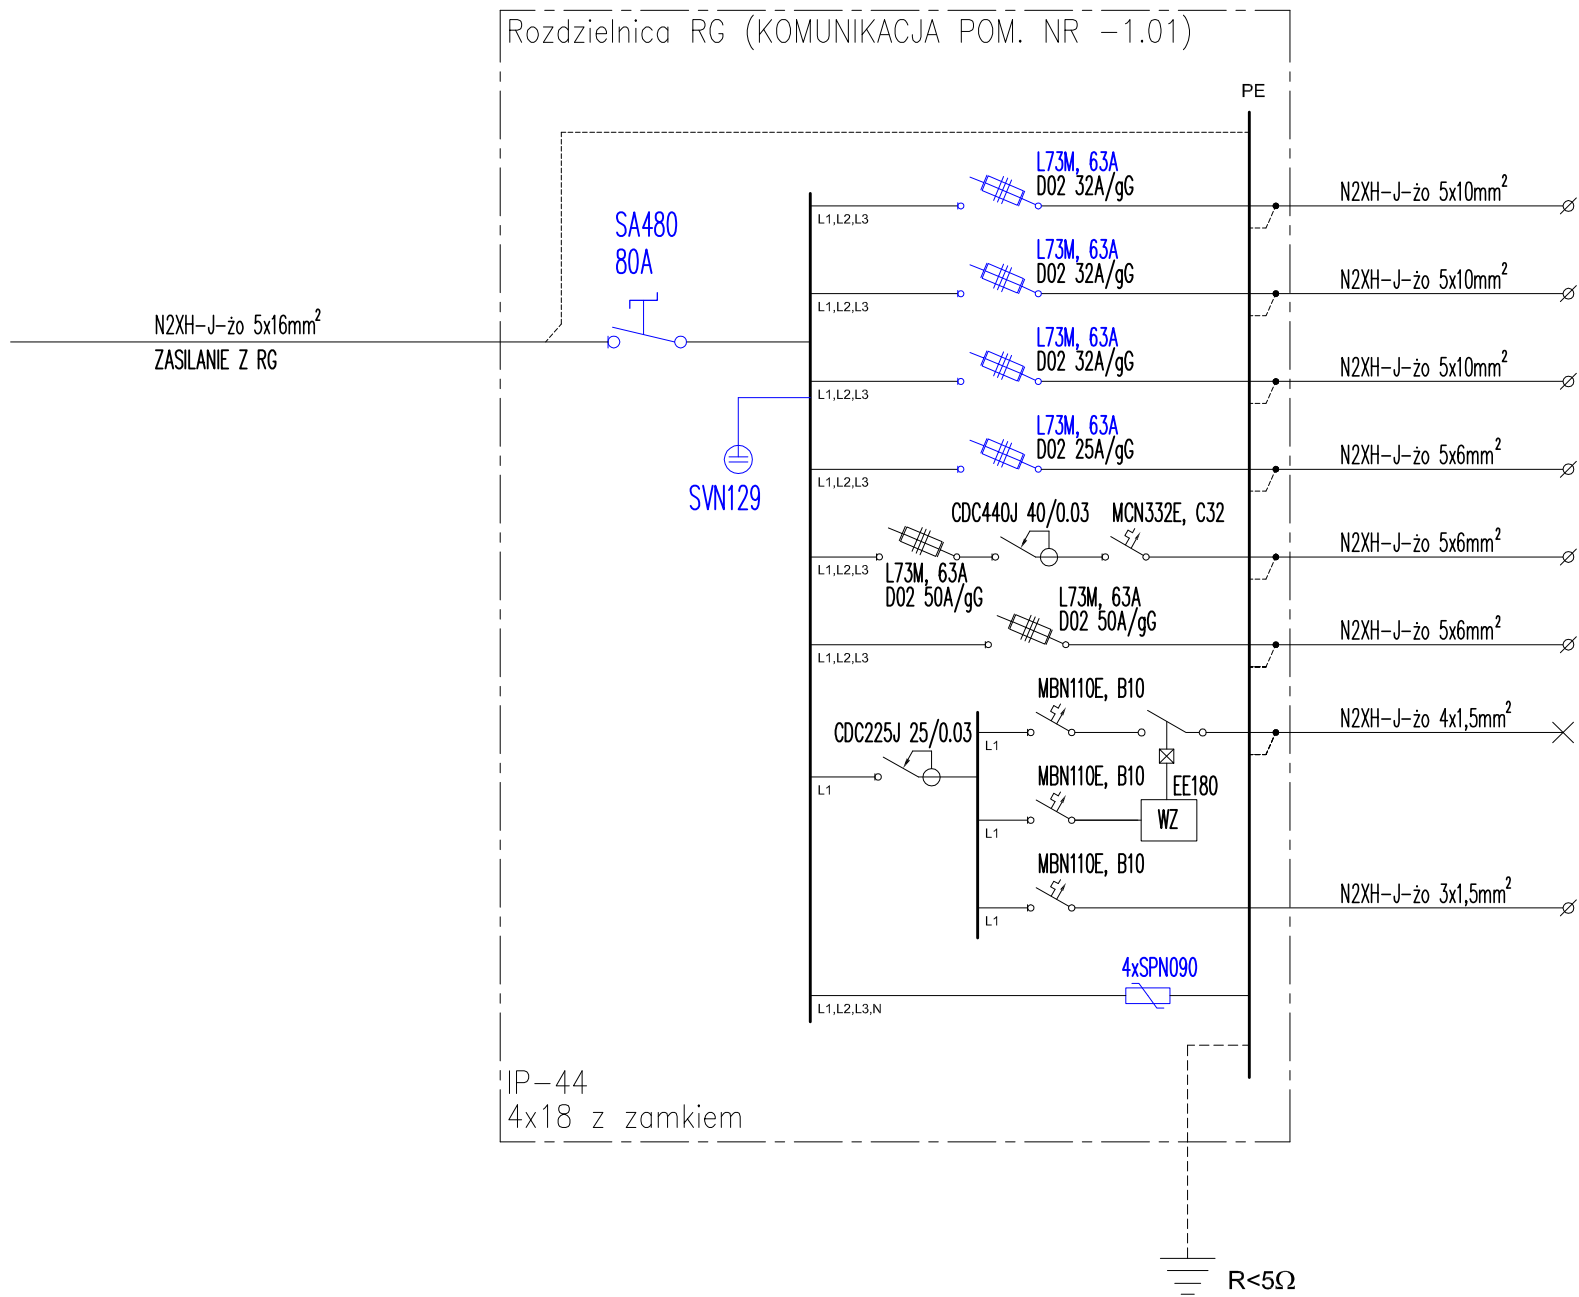 Rozdzielnica RG (KOMUNIKACJA POM. NR -1.01)
PE
L73M, 63A
D02 32A/gG
L1,L2,L3
N2XH-J-żo 5x10mm²
SA480
80A
L73M, 63A
D02 32A/gG
L1,L2,L3
N2XH-J-żo 5x10mm²
N2XH-J-żo 5x16mm²
ZASILANIE Z RG
L73M, 63A
D02 32A/gG
L1,L2,L3
N2XH-J-żo 5x10mm²
L73M, 63A
D02 25A/gG
L1,L2,L3
N2XH-J-żo 5x6mm²
SVN129
CDC440J 40/0.03
MCN332E, C32
L1,L2,L3
L73M, 63A
D02 50A/gG
N2XH-J-żo 5x6mm²
L73M, 63A
D02 50A/gG
L1,L2,L3
N2XH-J-żo 5x6mm²
MBN110E, B10
L1
N2XH-J-żo 4x1,5mm²
CDC225J 25/0.03
L1
MBN110E, B10
EE180
WZ
L1
MBN110E, B10
L1
N2XH-J-żo 3x1,5mm²
4xSPN090
L1,L2,L3,N
IP-44
4x18 z zamkiem
R<5Ω